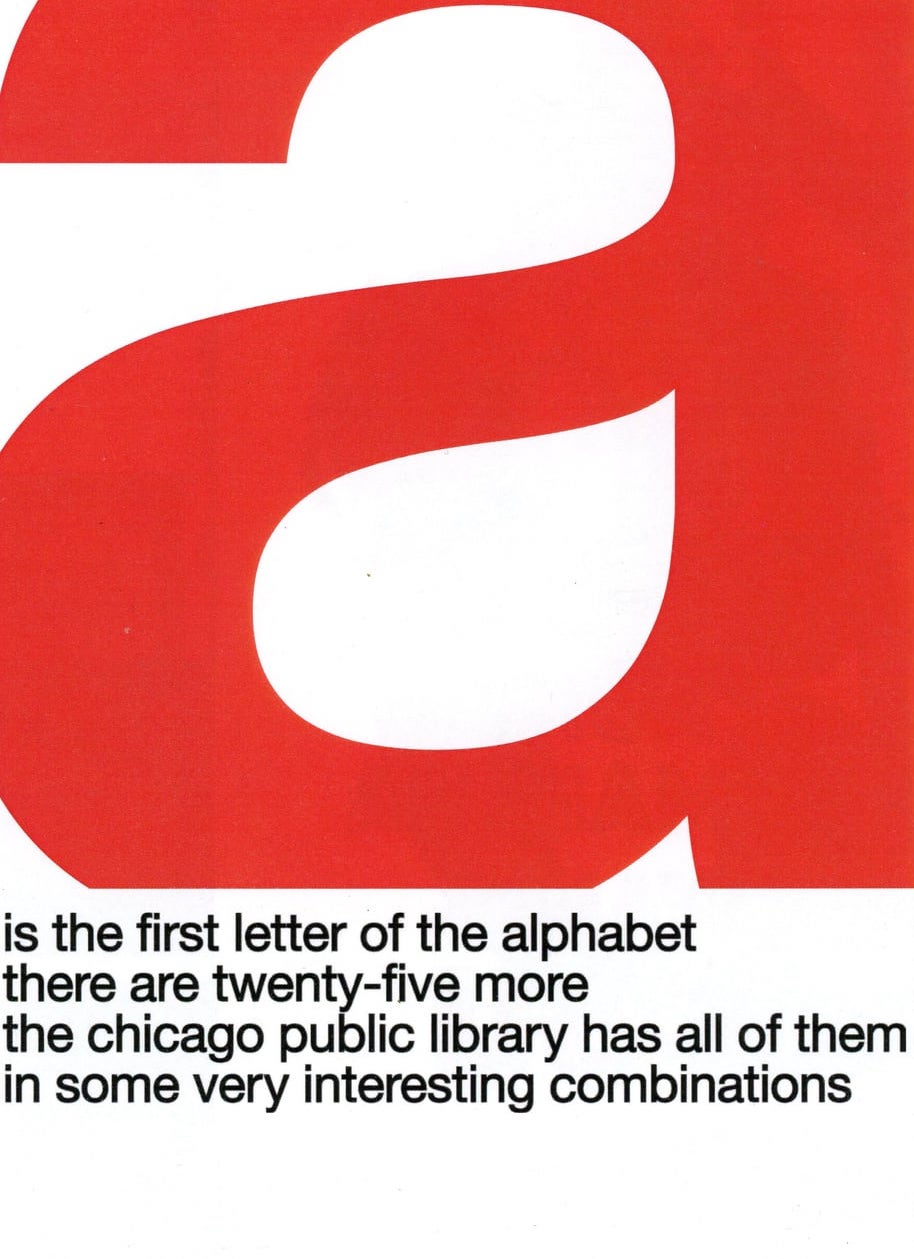 a
is the first letter of the alphabet
there are twenty-five more
the chicago public library has all of them
in some very interesting combinations